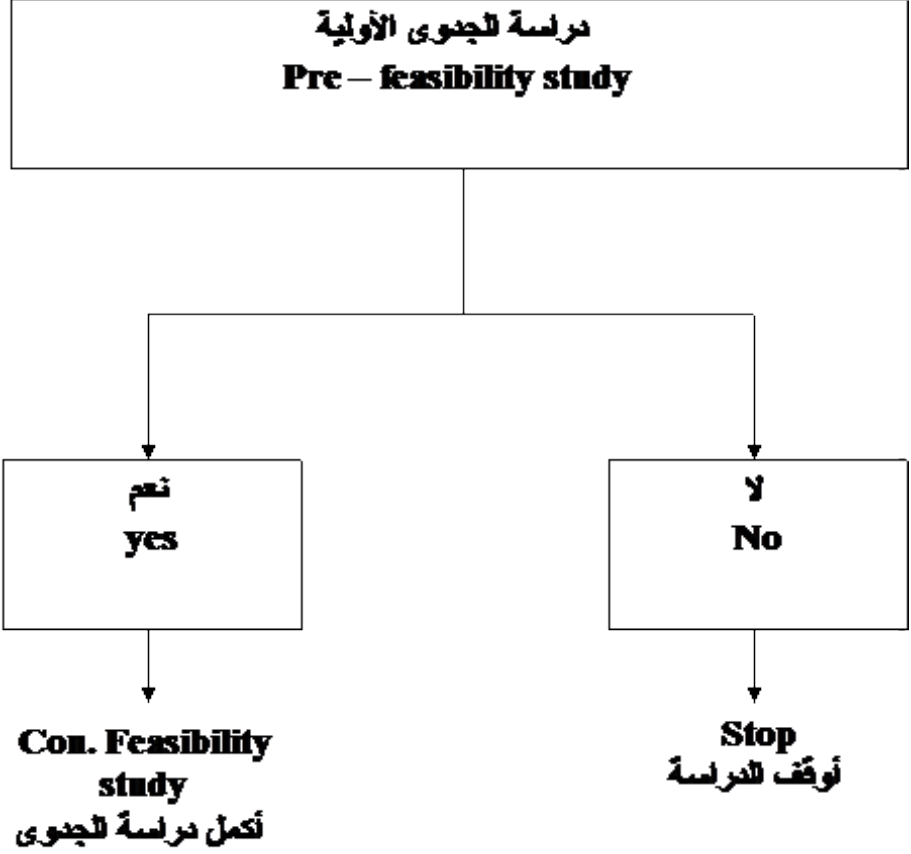 دراسة الجدوى الأولية
Pre – feasibility study
نعم
yes
لا
No
Con. Feasibility
study
أكمل دراسة الجدوى
Stop
أوقف الدراسة